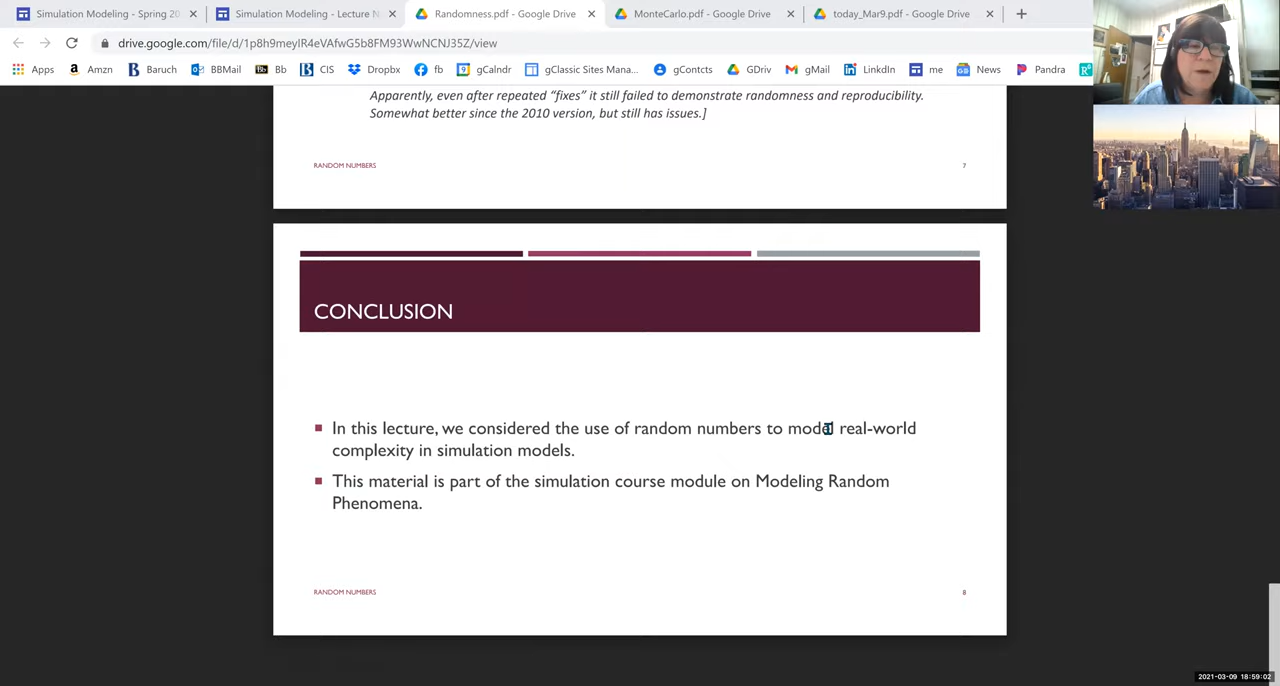 Simulation Modeling - Spring 20
Simulation Modeling - Lecture N
Randomness.pdf - Google Drive
MonteCarlo.pdf - Google Drive
today_Mar9.pdf - Google Drive
drive.google.com/file/d/1p8h9meyIR4eVAfwG5b8FM93WwNCNJ35Z/view
Apps Amzn Baruch BBMail Bb CIS Dropbx fb gCalndr gClassic Sites Mana... gContcts GDriv gMail LinkdIn me News Pandra
Apparently, even after repeated “fixes” it still failed to demonstrate randomness and reproducibility.
Somewhat better since the 2010 version, but still has issues.]
RANDOM NUMBERS 7
CONCLUSION
In this lecture, we considered the use of random numbers to model real-world
complexity in simulation models.
This material is part of the simulation course module on Modeling Random
Phenomena.
RANDOM NUMBERS 8
2021-03-09 18:59:02